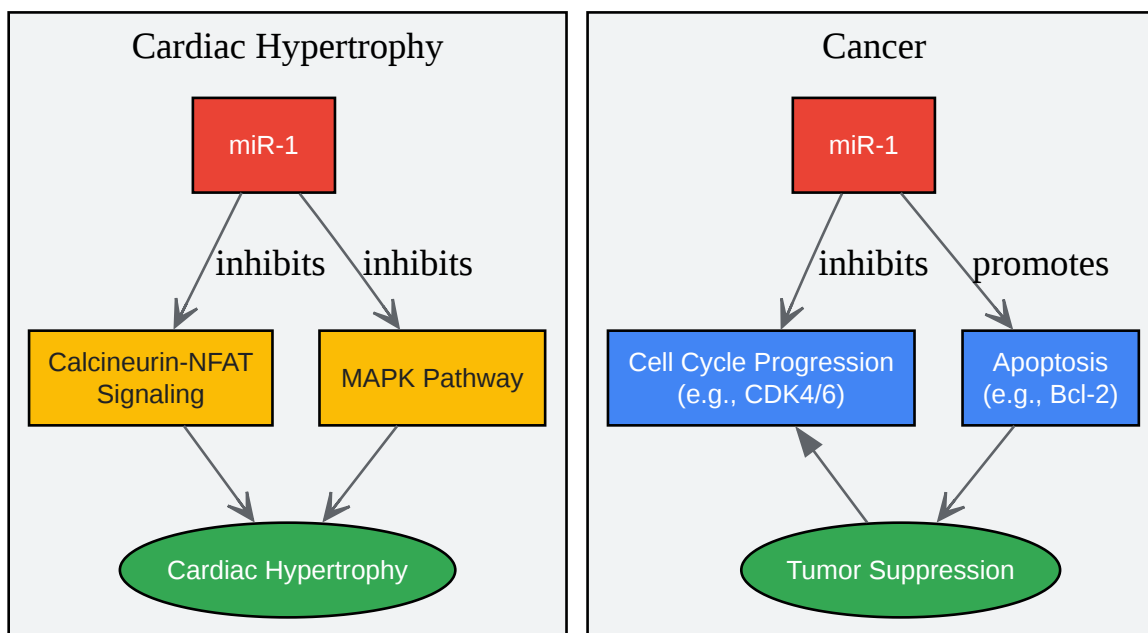 Cardiac Hypertrophy
miR-1
inhibits
inhibits
Calcineurin-NFAT
Signaling
MAPK Pathway
Cardiac Hypertrophy
Cancer
miR-1
inhibits
promotes
Cell Cycle Progression
(e.g., CDK4/6)
Apoptosis
(e.g., Bcl-2)
Tumor Suppression